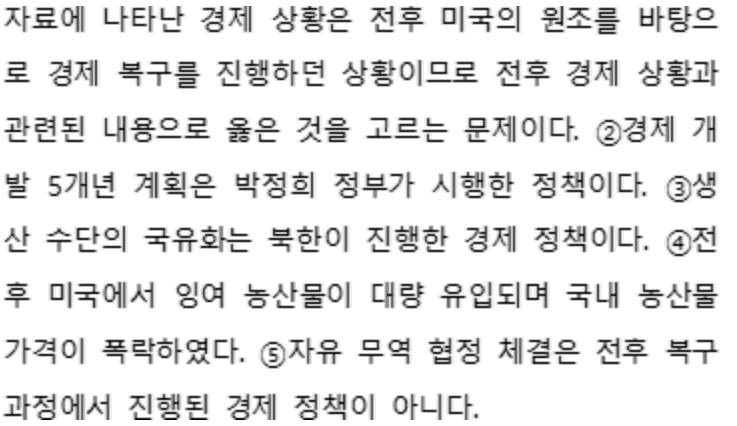 자료에 나타난 경제 상황은 전후 미국의 원조를 바탕으
로 경제 복구를 진행하던 상황이므로 전후 경제 상황과
관련된 내용으로 옳은 것을 고르는 문제이다. ②경제 개
발 5개년 계획은 박정희 정부가 시행한 정책이다. ③생
산 수단의 국유화는 북한이 진행한 경제 정책이다. ④전
후 미국에서 잉여 농산물이 대량 유입되며 국내 농산물
가격이 폭락하였다. ⑤자유 무역 협정 체결은 전후 복구
과정에서 진행된 경제 정책이 아니다.